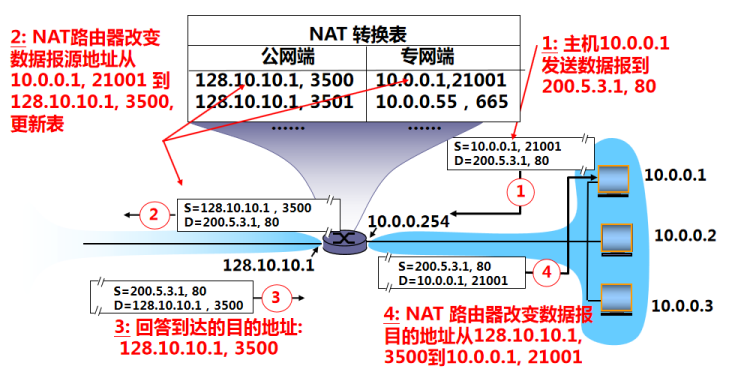 NAT 转换表
公网端 专网端
128.10.10.1, 3500 10.0.0.1,21001
128.10.10.1, 3501 10.0.0.55，665
…… ……
2: NAT路由器改变
数据报源地址从
10.0.0.1, 21001 到
128.10.10.1, 3500,
更新表
1: 主机10.0.0.1
发送数据报到
200.5.3.1, 80
S=10.0.0.1, 21001
D=200.5.3.1, 80
1
10.0.0.1
S=128.10.10.1，3500
D=200.5.3.1, 80
2
10.0.0.254
10.0.0.2
128.10.10.1
S=200.5.3.1, 80
D=10.0.0.1, 21001
4
S=200.5.3.1, 80
D=128.10.10.1，3500
3
10.0.0.3
3: 回答到达的目的地址:
128.10.10.1, 3500
4: NAT 路由器改变数据报
目的地址从128.10.10.1,
3500到10.0.0.1, 21001